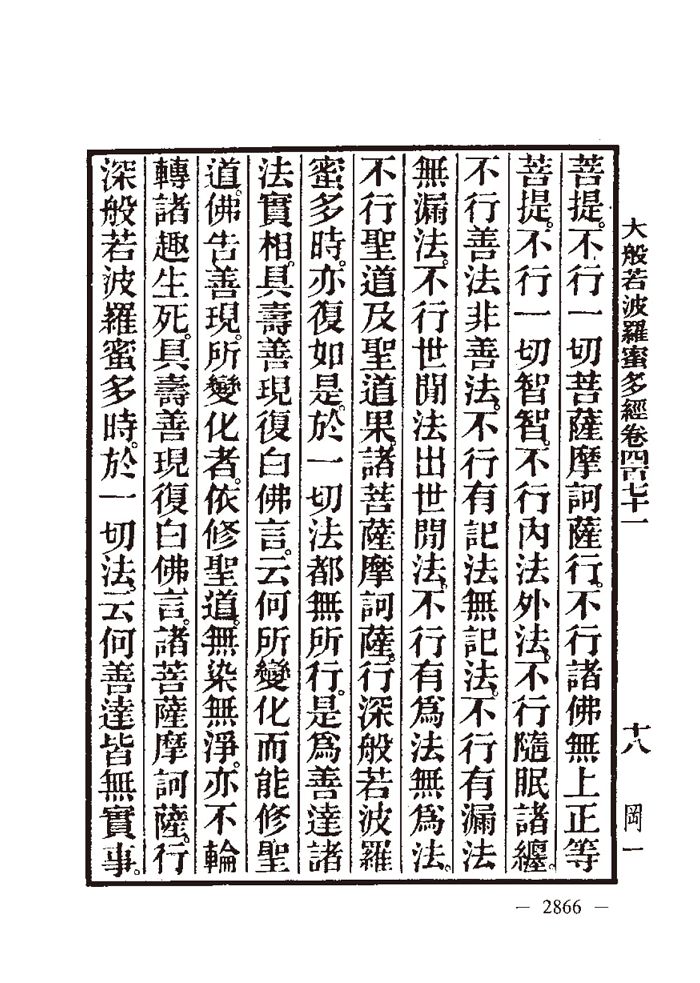 大般若波羅蜜多經卷四百七十一
十八
岡一
菩提。不行一切菩薩摩訶薩行。不行諸佛無上正等
菩提。不行一切智智。不行內法外法。不行隨眠諸纏。
不行善法非善法。不行有記法無記法。不行有漏法
無漏法。不行世間法出世間法。不行有爲法無爲法。
不行聖道及聖道果。諸菩薩摩訶薩。行深般若波羅
蜜多時。亦復如是。於一切法都無所行。是爲善達諸
法實相。具壽善現復白佛言。云何所變化而能修聖
道。佛告善現。所變化者。依修聖道。無染無淨。亦不輪
轉諸趣生死。具壽善現復白佛言。諸菩薩摩訶薩。行
深般若波羅蜜多時。於一切法。云何善達皆無實事。
— 2866 —